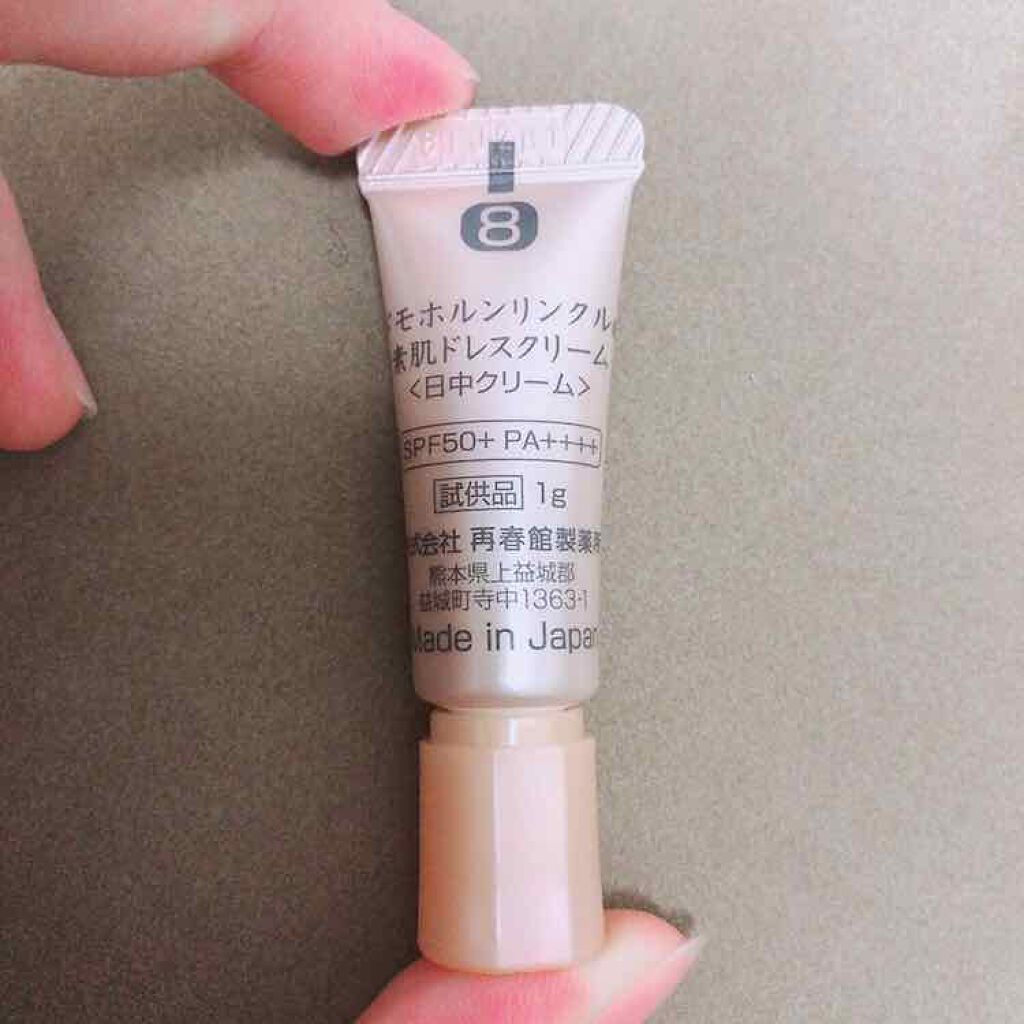 8
モホルンリンクル
素肌ドレスクリーム
<日中クリーム>
SPF50+ PA++++
試供品 1g
式会社 再春館製薬
熊本県上益城郡
益城町寺中1363-1
Made in Japan